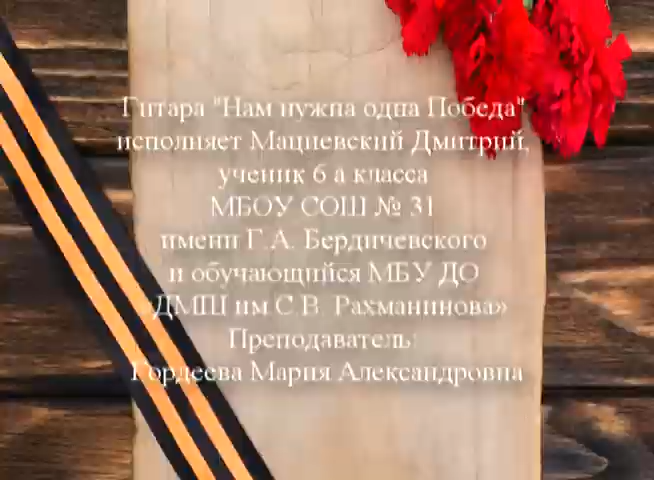 Гитара "Нам нужна одна Победа"
исполняет Мациевский Дмитрий,
ученик 6 а класса
МБОУ СОШ № 31
имени Г.А. Бердичевского
и обучающийся МБУ ДО
«ДМШ им С.В. Рахманинова»
Преподаватель:
Гордеева Мария Александровна